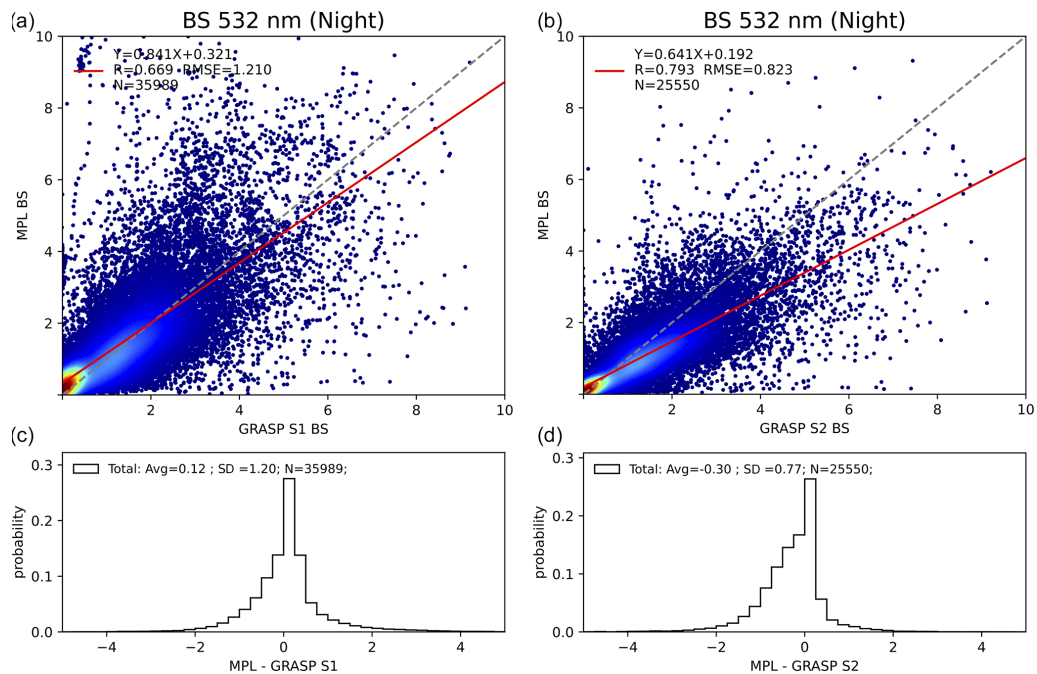 (a)
BS 532 nm (Night)
10
8
6
4
2
MPL BS
Y=0.841X+0.321
R=0.669 RMSE=1.210
N=35989
2
4
6
8
10
GRASP S1 BS
(b)
BS 532 nm (Night)
10
8
6
4
2
MPL BS
Y=0.641X+0.192
R=0.793 RMSE=0.823
N=25550
2
4
6
8
10
GRASP S2 BS
(c)
0.3
0.2
0.1
0.0
probability
Total: Avg=0.12 ; SD =1.20; N=35989;
−4
−2
0
2
4
MPL - GRASP S1
(d)
0.3
0.2
0.1
0.0
probability
Total: Avg=-0.30 ; SD =0.77; N=25550;
−4
−2
0
2
4
MPL - GRASP S2